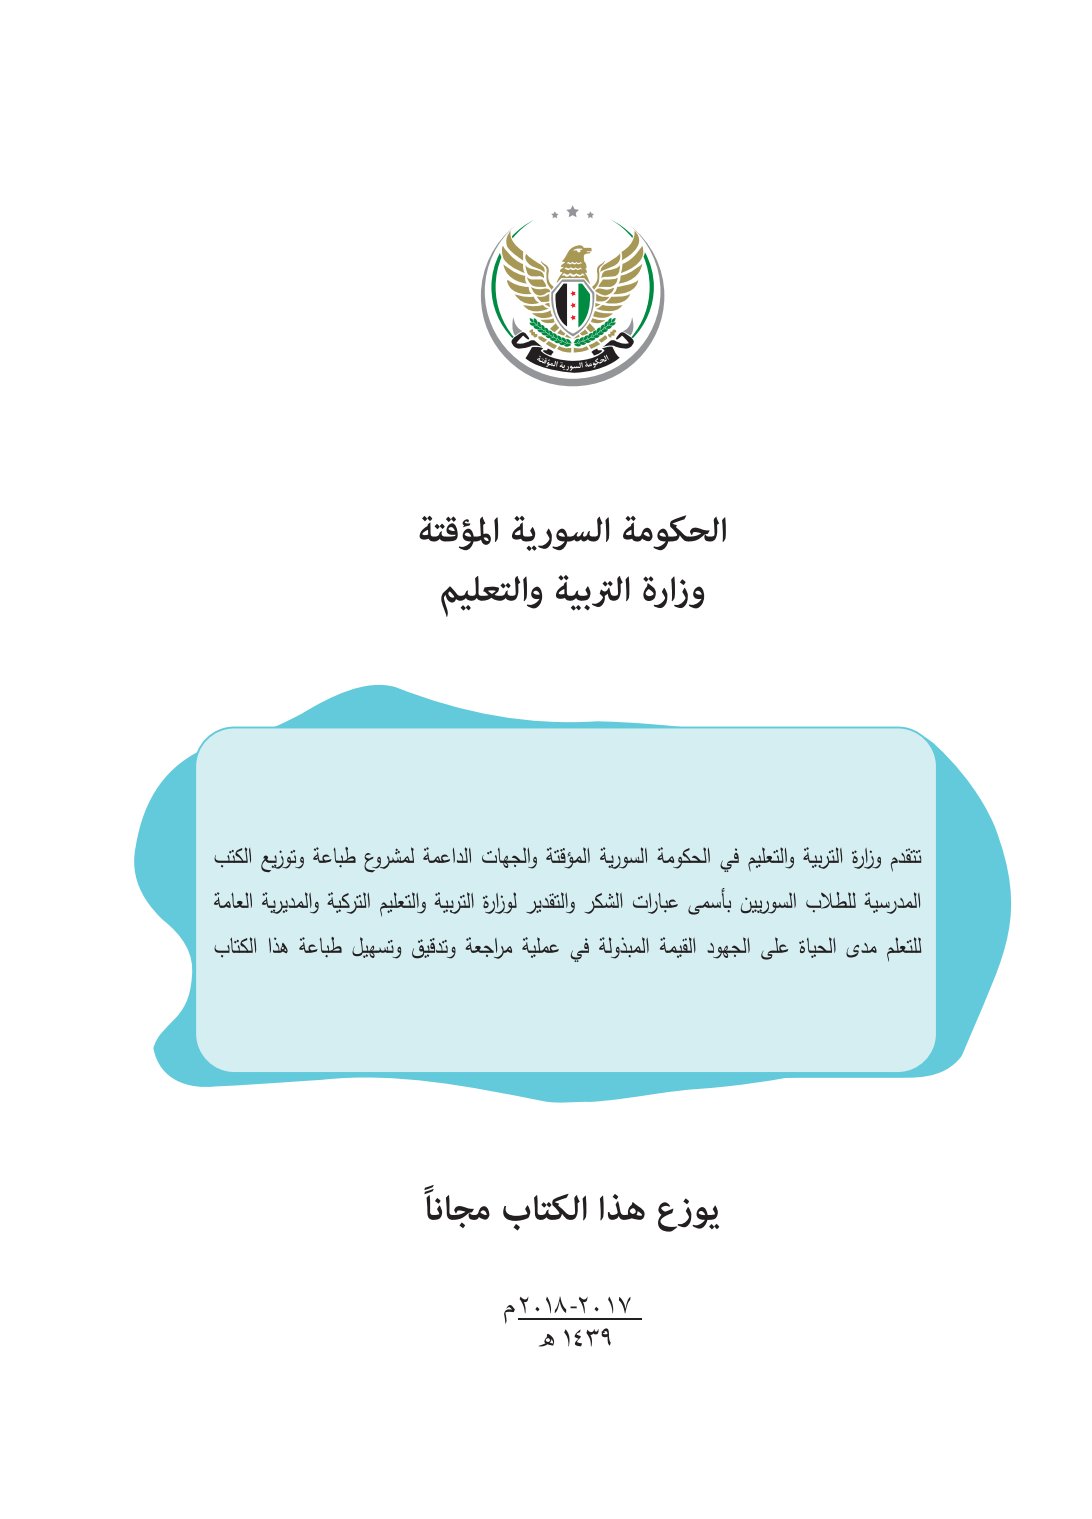 الحكومة السورية المؤقتة
الحكومة السورية المؤقتة
وزارة التربية والتعليم
تتقدم وزارة التربية والتعليم في الحكومة السورية المؤقتة والجهات الداعمة لمشروع طباعة وتوزيع الكتب
المدرسية للطلاب السوريين بأسمى عبارات الشكر والتقدير لوزارة التربية والتعليم التركية والمديرية العامة
للتعلم مدى الحياة على الجهود القيمة المبذولة في عملية مراجعة وتدقيق وتسهيل طباعة هذا الكتاب
يوزع هذا الكتاب مجاناً
٢٠١٧-٢٠١٨م
١٤٣٩ هـ